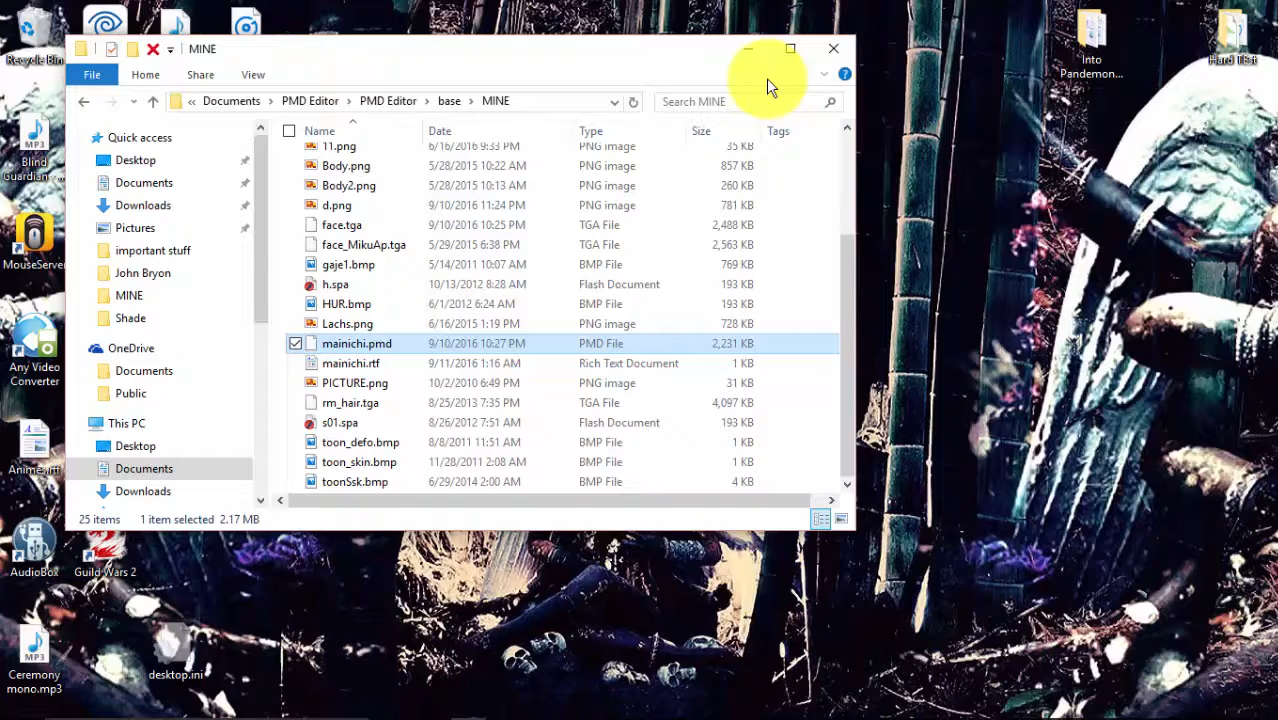 Recycle Bin
MINE
File
Home
Share
View
« Documents > PMD Editor > PMD Editor > base > MINE
Search MINE
Name
Date
Type
Size
Tags
11.png 6/16/2016 9:33 PM PNG image 35 KB
Body.png 5/28/2015 10:22 AM PNG image 857 KB
Body2.png 5/28/2015 10:13 AM PNG image 260 KB
d.png 9/10/2016 11:24 PM PNG image 781 KB
face.tga 9/10/2016 10:25 PM TGA File 2,488 KB
face_MikuAp.tga 5/29/2015 6:38 PM TGA File 2,563 KB
gaje1.bmp 5/14/2011 10:07 AM BMP File 769 KB
h.spa 10/13/2012 8:28 AM Flash Document 193 KB
HUR.bmp 6/1/2012 6:24 AM BMP File 193 KB
Lachs.png 6/16/2015 1:19 PM PNG image 728 KB
mainichi.pmd 9/10/2016 10:27 PM PMD File 2,231 KB
mainichi.rtf 9/11/2016 1:16 AM Rich Text Document 1 KB
PICTURE.png 10/2/2010 6:49 PM PNG image 31 KB
rm_hair.tga 8/25/2013 7:35 PM TGA File 4,097 KB
s01.spa 8/26/2012 7:51 AM Flash Document 193 KB
toon_defo.bmp 8/8/2011 11:51 AM BMP File 1 KB
toon_skin.bmp 11/28/2011 2:08 AM BMP File 1 KB
toonSsk.bmp 6/29/2014 2:00 AM BMP File 4 KB
Quick access
Desktop
Documents
Downloads
Pictures
important stuff
John Bryon
MINE
Shade
OneDrive
Documents
Public
This PC
Desktop
Documents
Downloads
25 items 1 item selected 2.17 MB
MP3
Blind
Guardian
MouseServer
Any Video
Converter
Animes.rtf
AudioBox
Guild Wars 2
MP3
Ceremony
mono.mp3
desktop.ini
Into
Pandemon...
Hard TEst